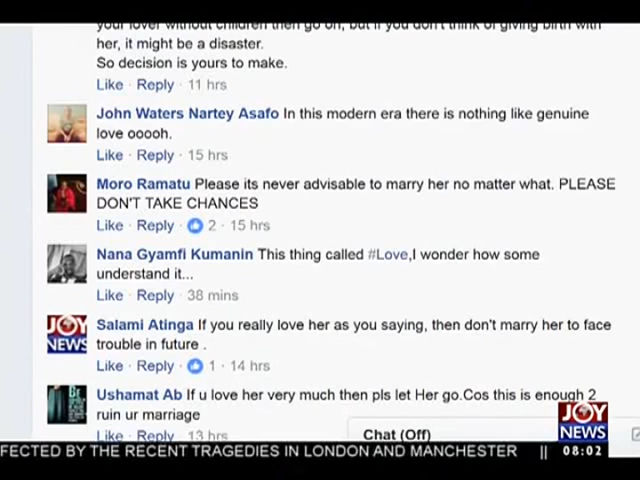 your lover without children then go on, but if you don't think of giving birth with
her, it might be a disaster.
So decision is yours to make.
Like · Reply · 11 hrs
John Waters Nartey Asafo In this modern era there is nothing like genuine
love ooooh.
Like · Reply · 15 hrs
Moro Ramatu Please its never advisable to marry her no matter what. PLEASE
DON'T TAKE CHANCES
Like · Reply · 2 · 15 hrs
Nana Gyamfi Kumanin This thing called #Love,I wonder how some
understand it...
Like · Reply · 38 mins
Salami Atinga If you really love her as you saying, then don't marry her to face
trouble in future .
Like · Reply · 1 · 14 hrs
JOY
NEWS
Ushamat Ab If u love her very much then pls let Her go.Cos this is enough 2
ruin ur marriage
Like · Reply · 13 hrs
Chat (Off)
JOY
NEWS
FECTED BY THE RECENT TRAGEDIES IN LONDON AND MANCHESTER || 08:02